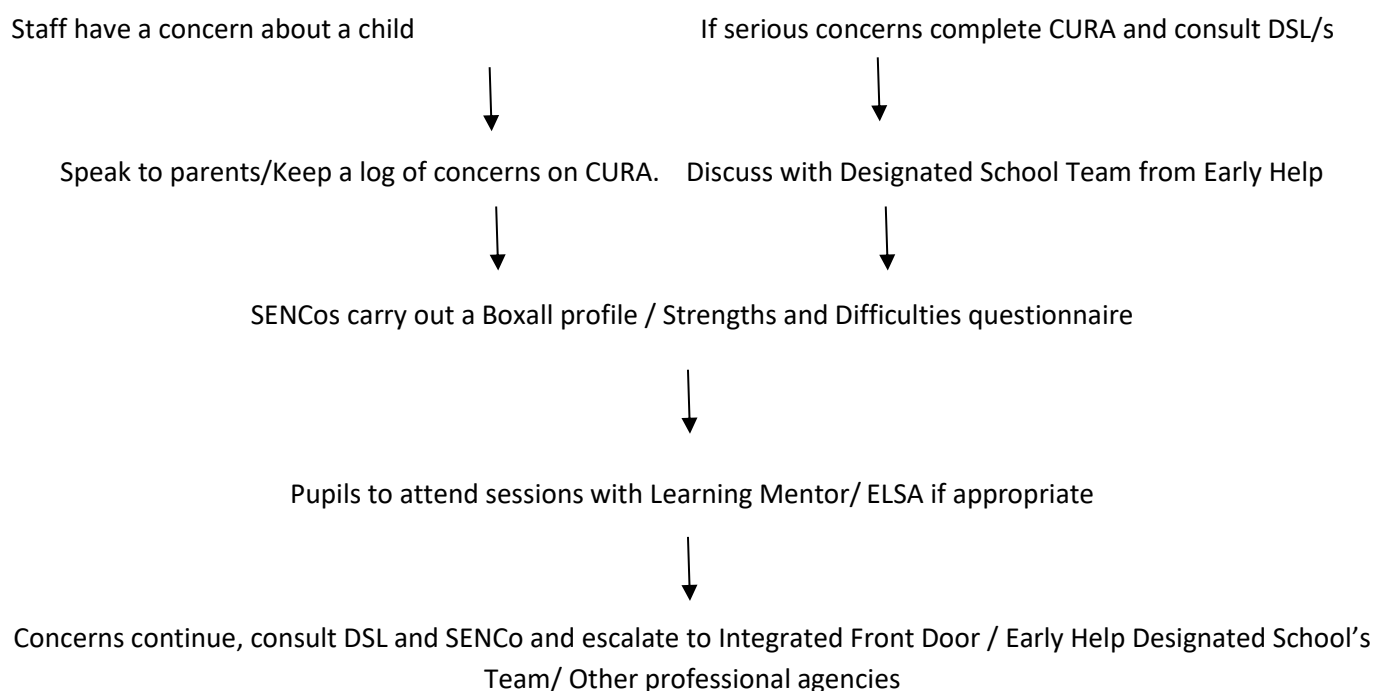 Staff have a concern about a child
If serious concerns complete CURA and consult DSL/s
Speak to parents/Keep a log of concerns on CURA.
Discuss with Designated School Team from Early Help
SENCos carry out a Boxall profile / Strengths and Difficulties questionnaire
Pupils to attend sessions with Learning Mentor/ ELSA if appropriate
Concerns continue, consult DSL and SENCo and escalate to Integrated Front Door / Early Help Designated School’s
Team/ Other professional agencies